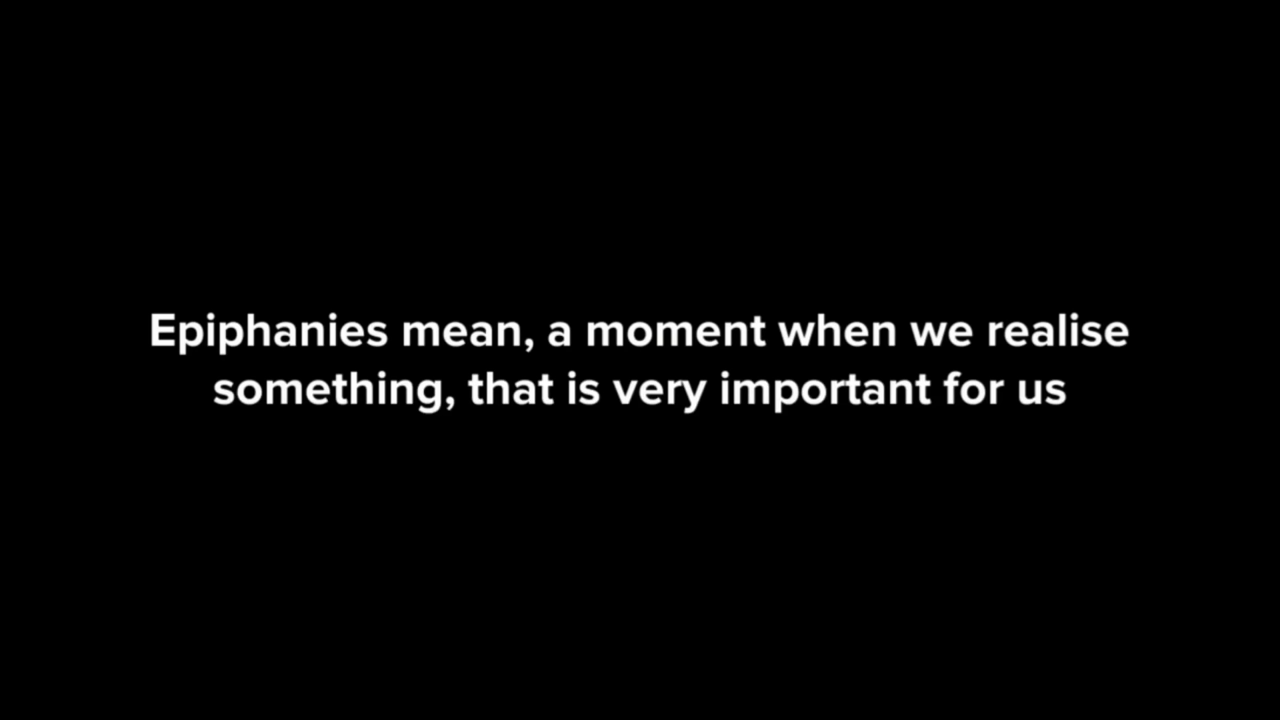 Epiphanies mean, a moment when we realise
something, that is very important for us